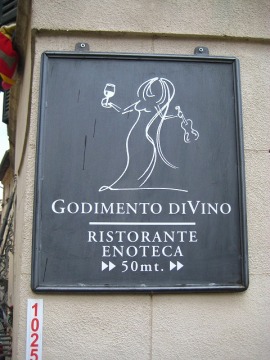 GODIMENTO DIVINO
RISTORANTE
ENOTECA
50mt.
1025